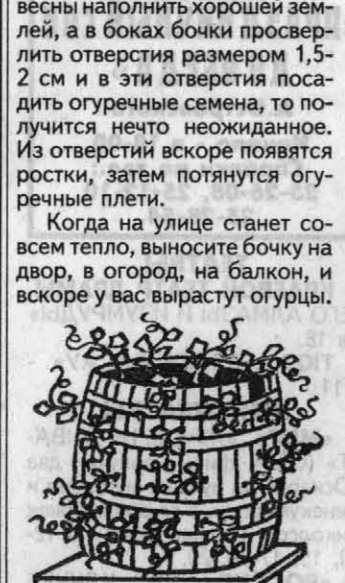 весны наполнить хорошей зем-
лей, а в боках бочки просвер-
лить отверстия размером 1,5-
2 см и в эти отверстия поса-
дить огуречные семена, то по-
лучится нечто неожиданное.
Из отверстий вскоре появятся
ростки, затем потянутся огу-
речные плети.
Когда на улице станет со-
всем тепло, выносите бочку на
двор, в огород, на балкон, и
вскоре у вас вырастут огурцы.